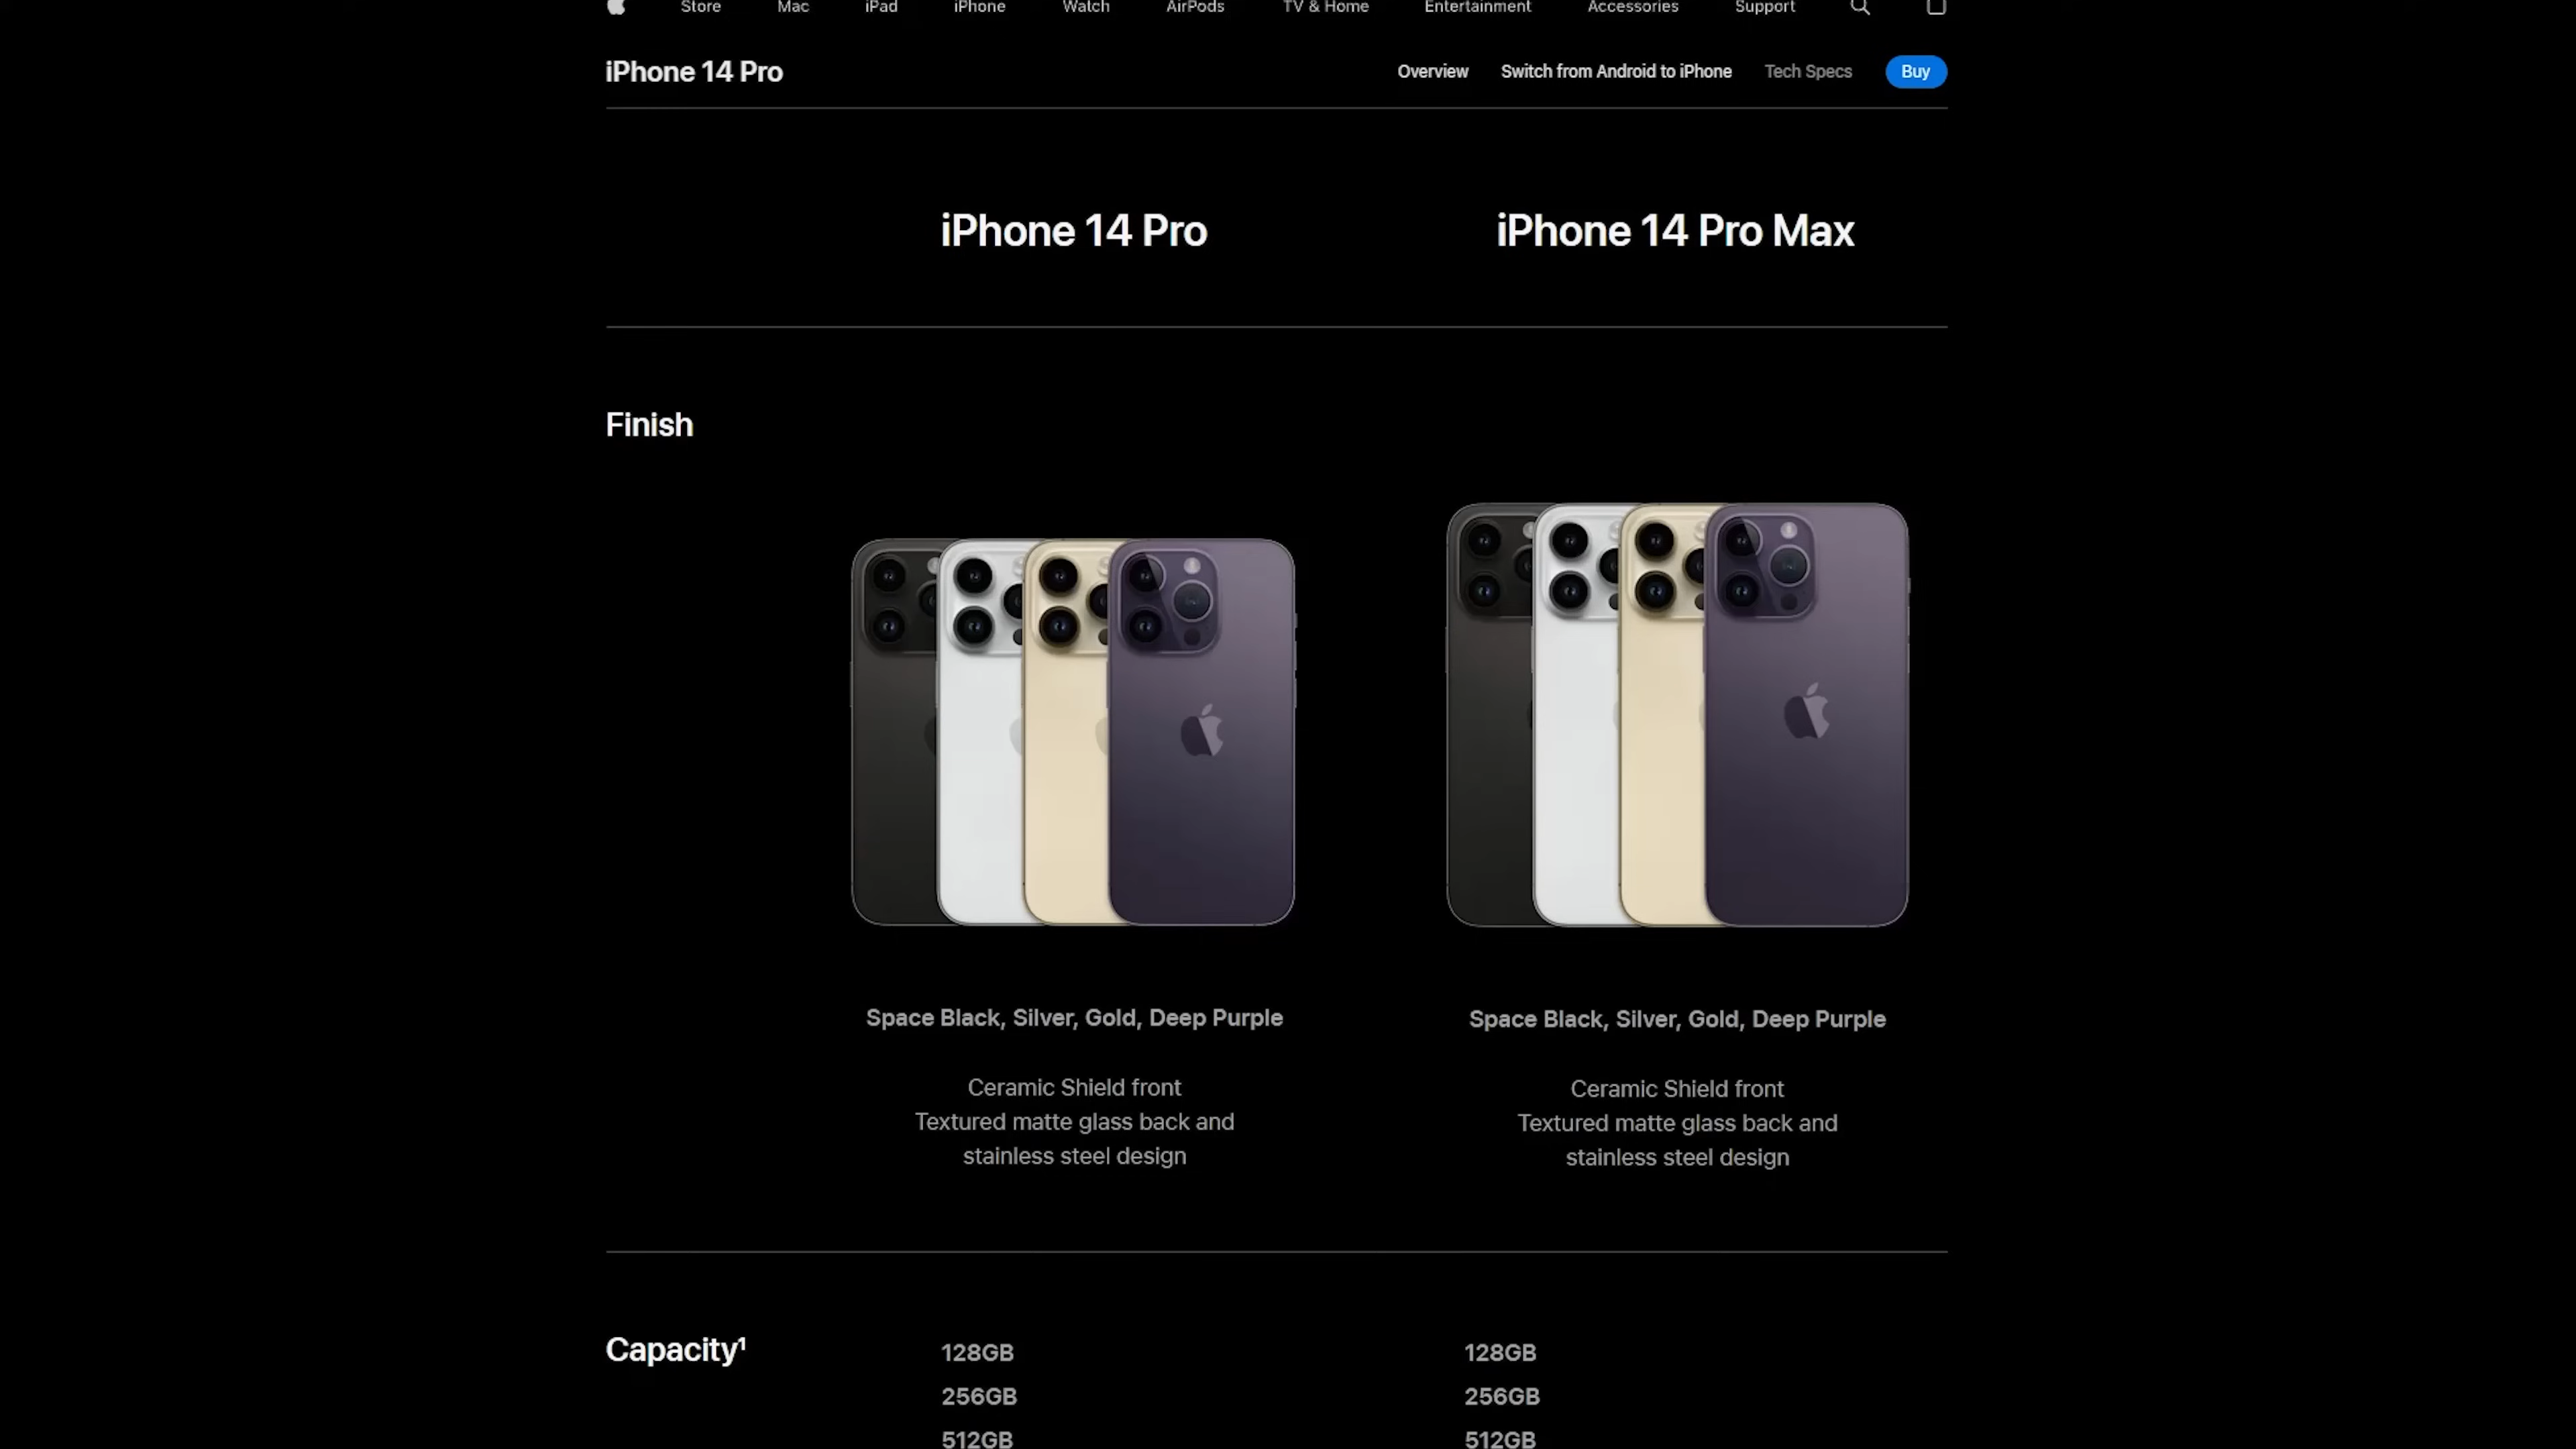 Store Mac iPad iPhone Watch AirPods TV & Home Entertainment Accessories Support
iPhone 14 Pro Overview Switch from Android to iPhone Tech Specs Buy
iPhone 14 Pro iPhone 14 Pro Max
Finish
Space Black, Silver, Gold, Deep Purple
Ceramic Shield front
Textured matte glass back and
stainless steel design
Space Black, Silver, Gold, Deep Purple
Ceramic Shield front
Textured matte glass back and
stainless steel design
Capacity¹
128GB 128GB
256GB 256GB
512GB 512GB